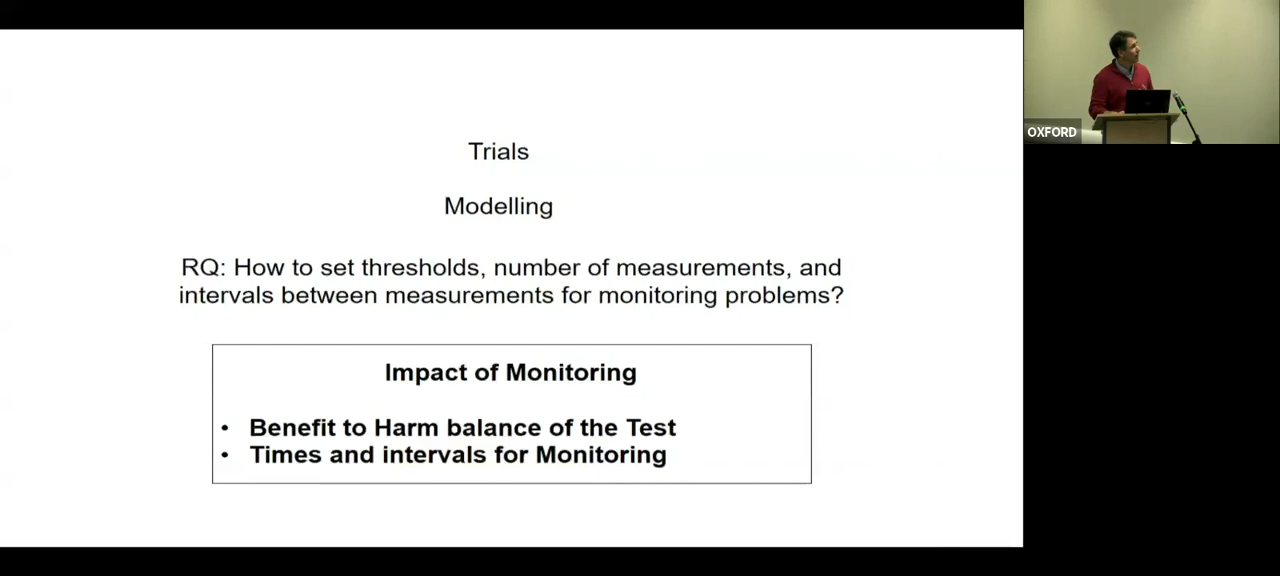 Trials
Modelling
RQ: How to set thresholds, number of measurements, and
intervals between measurements for monitoring problems?
Impact of Monitoring
• Benefit to Harm balance of the Test
• Times and intervals for Monitoring
OXFORD